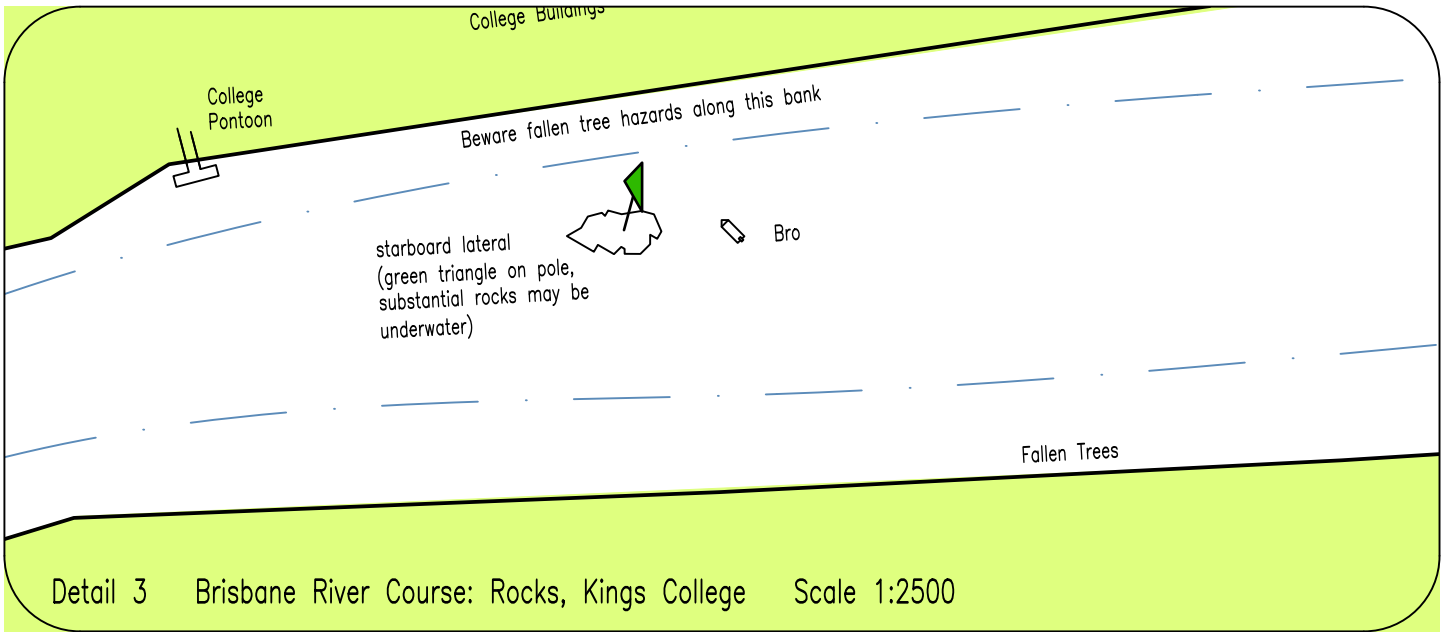 College Buildings
College
Pontoon
Beware fallen tree hazards along this bank
starboard lateral
(green triangle on pole,
substantial rocks may be
underwater)
Bro
Fallen Trees
Detail 3 Brisbane River Course: Rocks, Kings College Scale 1:2500